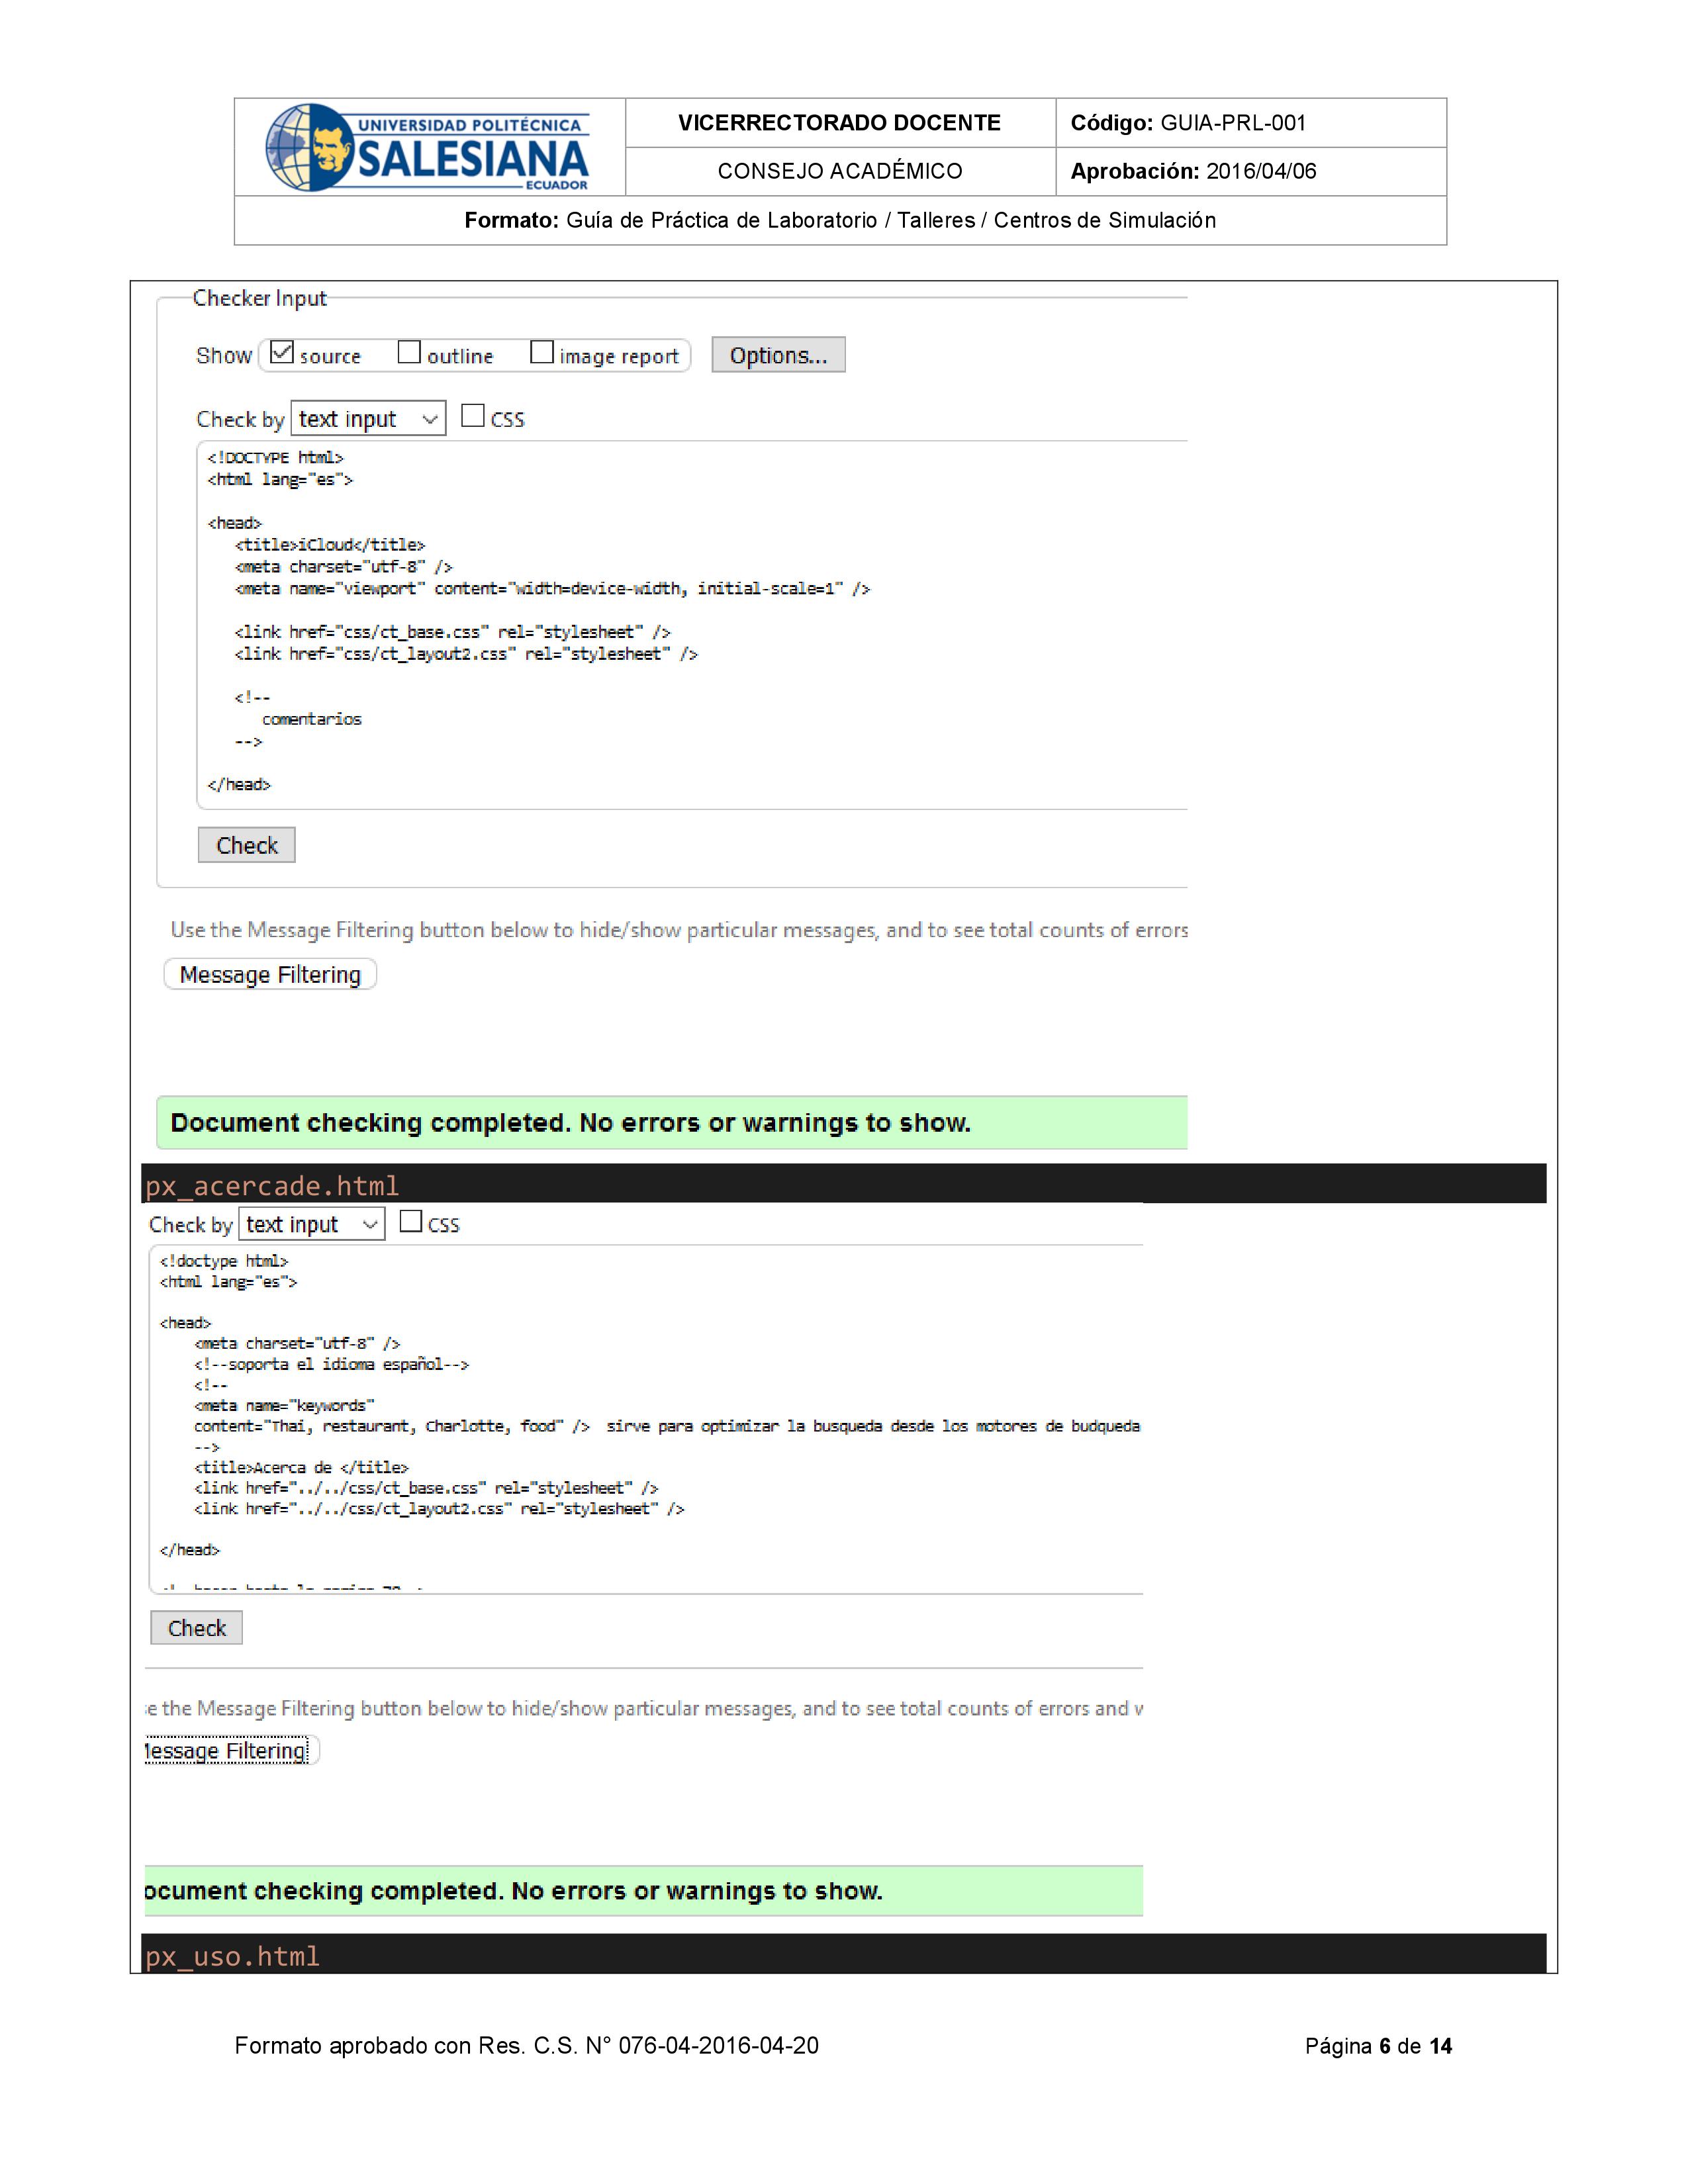 UNIVERSIDAD POLITÉCNICA
SALESIANA
ECUADOR
VICERRECTORADO DOCENTE
Código: GUIA-PRL-001
CONSEJO ACADÉMICO
Aprobación: 2016/04/06
Formato: Guía de Práctica de Laboratorio / Talleres / Centros de Simulación
Checker Input
Show source outline image report Options...
Check by text input CSS
<!DOCTYPE html>
<html lang="es">
<head>
<title>iCloud</title>
<meta charset="utf-8" />
<meta name="viewport" content="width=device-width, initial-scale=1" />
<link href="css/ct_base.css" rel="stylesheet" />
<link href="css/ct_layout2.css" rel="stylesheet" />
<!--
comentarios
-->
</head>
Check
Use the Message Filtering button below to hide/show particular messages, and to see total counts of errors
Message Filtering
Document checking completed. No errors or warnings to show.
px_acercade.html
Check by text input CSS
<!doctype html>
<html lang="es">
<head>
<meta charset="utf-8" />
<!--soporta el idioma español-->
<!--
<meta name="keywords"
content="Thai, restaurant, Charlotte, food" /> sirve para optimizar la busqueda desde los motores de budqueda
-->
<title>Acerca de </title>
<link href="../../css/ct_base.css" rel="stylesheet" />
<link href="../../css/ct_layout2.css" rel="stylesheet" />
</head>
Check
e the Message Filtering button below to hide/show particular messages, and to see total counts of errors and
Message Filtering
ocument checking completed. No errors or warnings to show.
px_uso.html
Formato aprobado con Res. C.S. N° 076-04-2016-04-20
Página 6 de 14